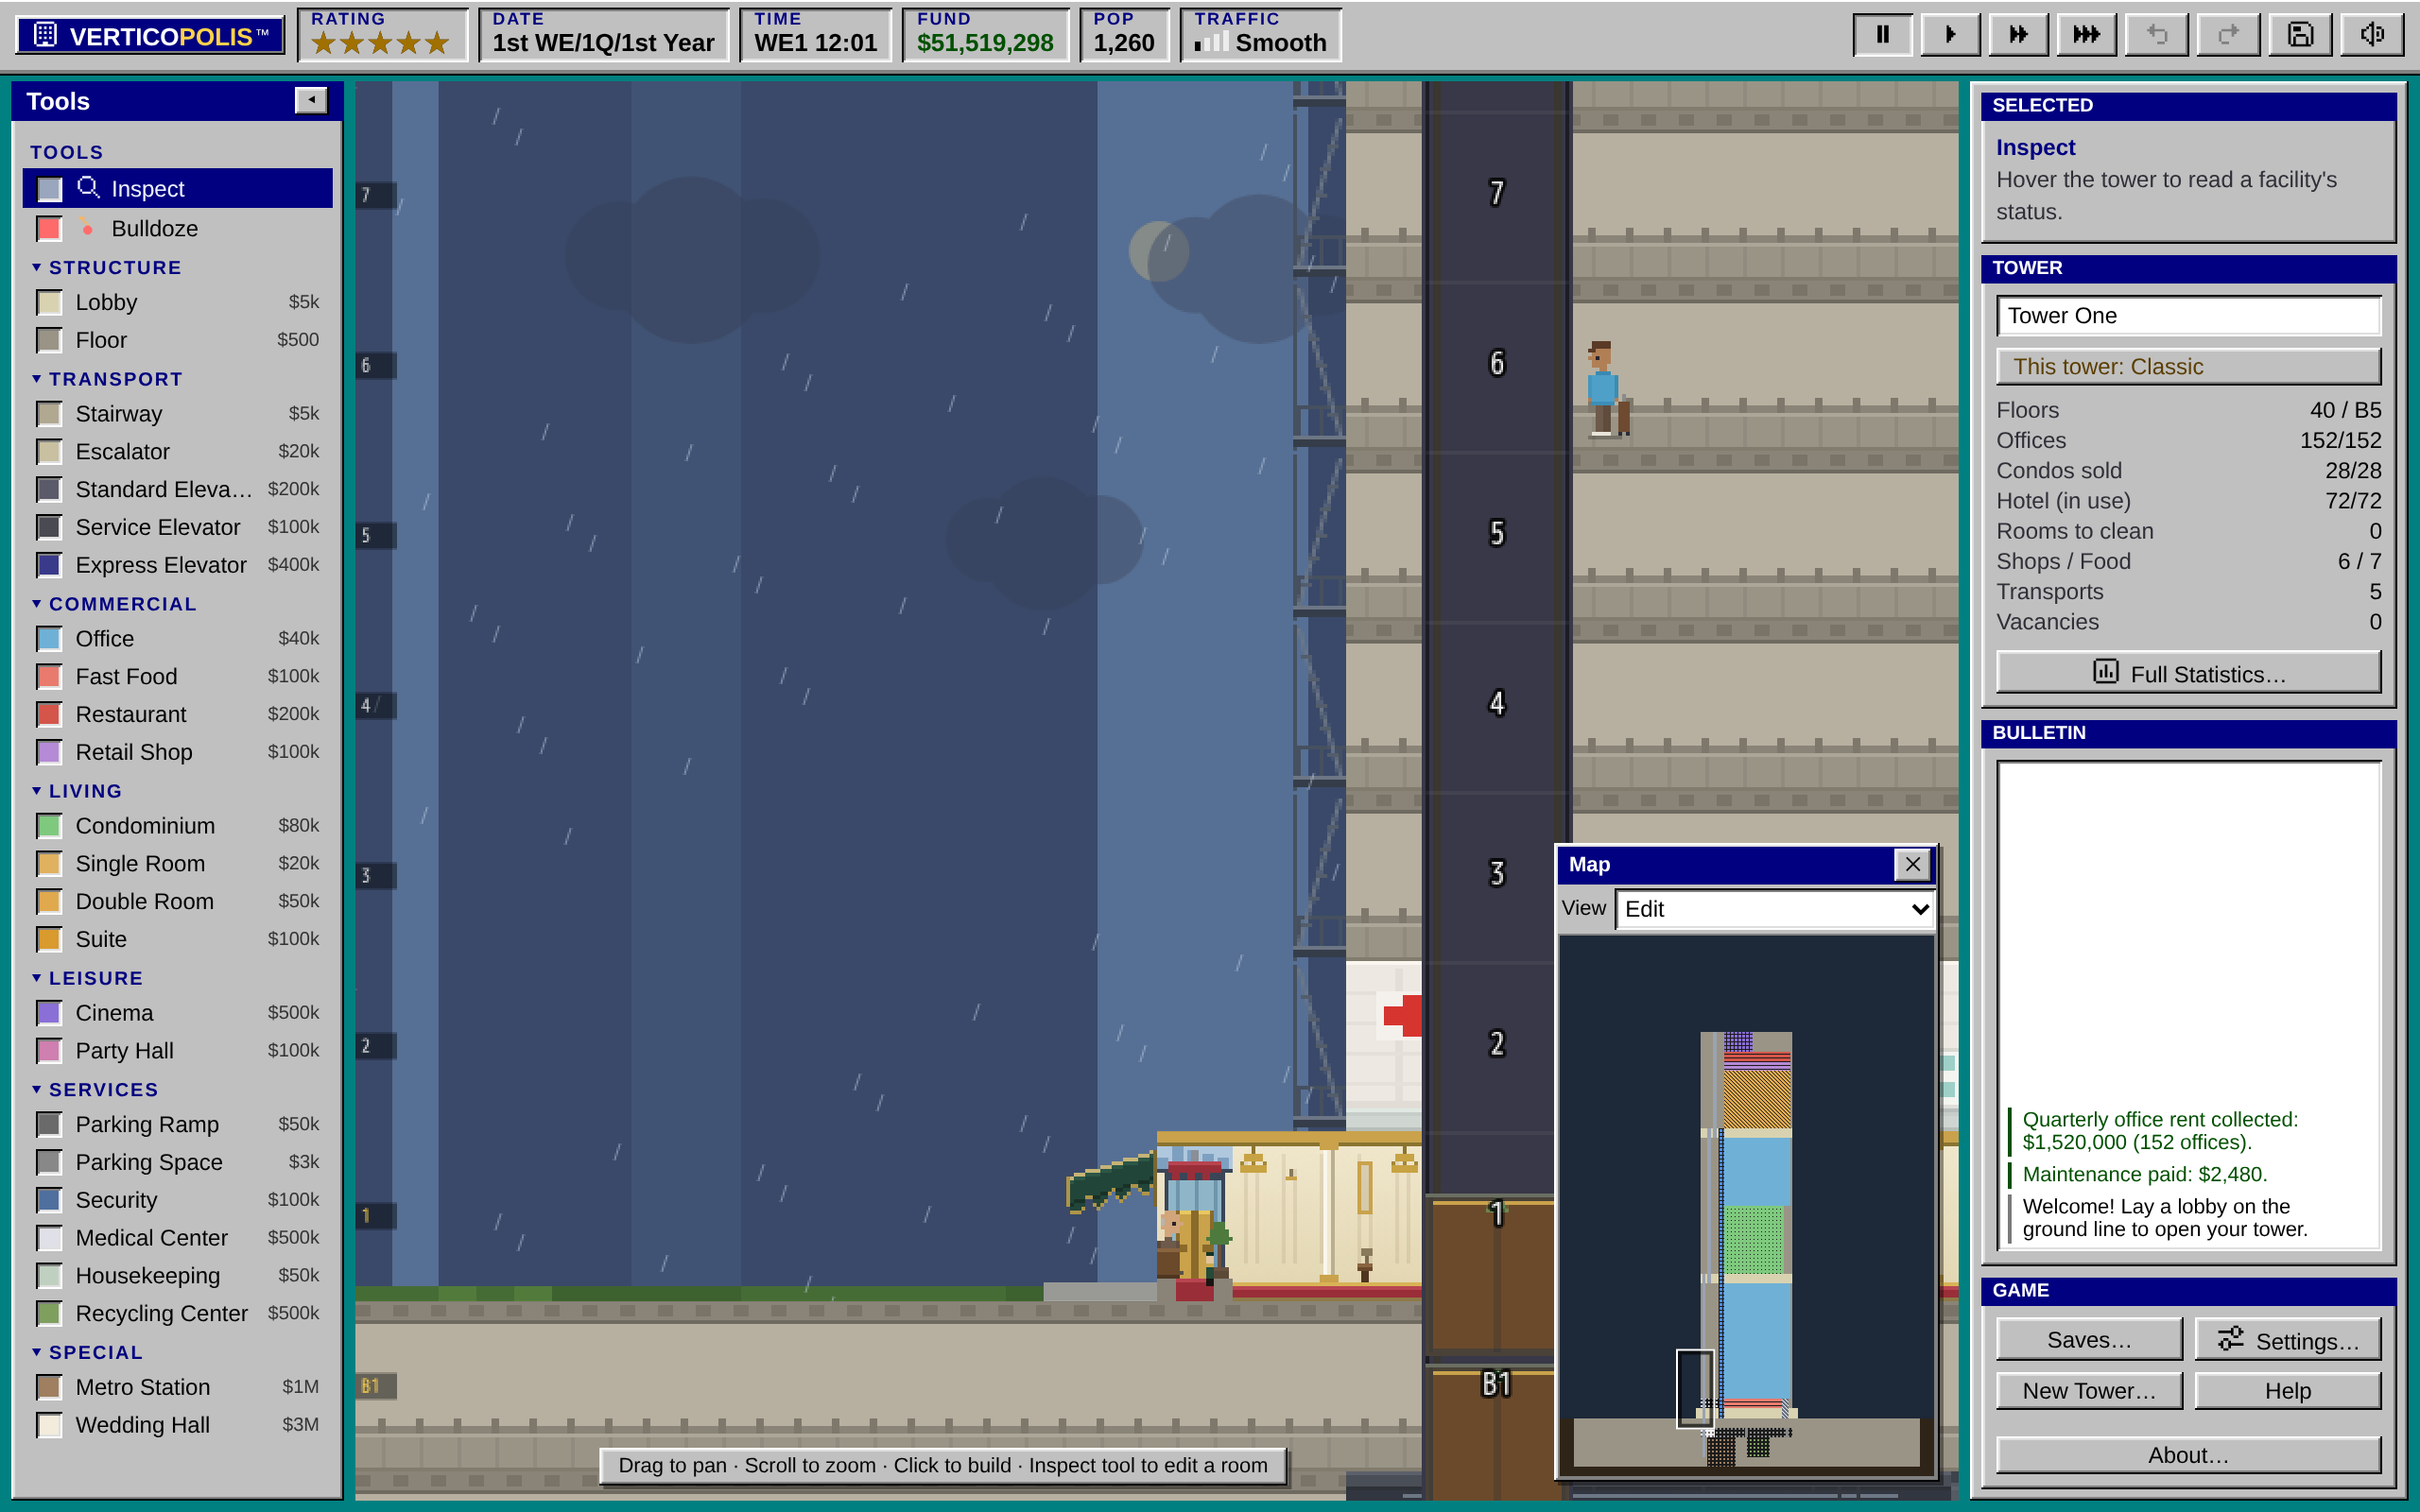 VERTICOPOLIS™
RATING
DATE
1st WE/1Q/1st Year
TIME
WE1 12:01
FUND
$51,519,298
POP
1,260
TRAFFIC
Smooth
Tools
TOOLS
Inspect
Bulldoze
STRUCTURE
Lobby $5k
Floor $500
TRANSPORT
Stairway $5k
Escalator $20k
Standard Eleva… $200k
Service Elevator $100k
Express Elevator $400k
COMMERCIAL
Office $40k
Fast Food $100k
Restaurant $200k
Retail Shop $100k
LIVING
Condominium $80k
Single Room $20k
Double Room $50k
Suite $100k
LEISURE
Cinema $500k
Party Hall $100k
SERVICES
Parking Ramp $50k
Parking Space $3k
Security $100k
Medical Center $500k
Housekeeping $50k
Recycling Center $500k
SPECIAL
Metro Station $1M
Wedding Hall $3M
7 7
6 6
5 5
4 4
3 3
2 2
1 1
B1 B1
Drag to pan · Scroll to zoom · Click to build · Inspect tool to edit a room
Map
View Edit
SELECTED
Inspect
Hover the tower to read a facility's
status.
TOWER
Tower One
This tower: Classic
Floors 40 / B5
Offices 152/152
Condos sold 28/28
Hotel (in use) 72/72
Rooms to clean 0
Shops / Food 6 / 7
Transports 5
Vacancies 0
Full Statistics…
BULLETIN
Quarterly office rent collected:
$1,520,000 (152 offices).
Maintenance paid: $2,480.
Welcome! Lay a lobby on the
ground line to open your tower.
GAME
Saves… Settings…
New Tower… Help
About…